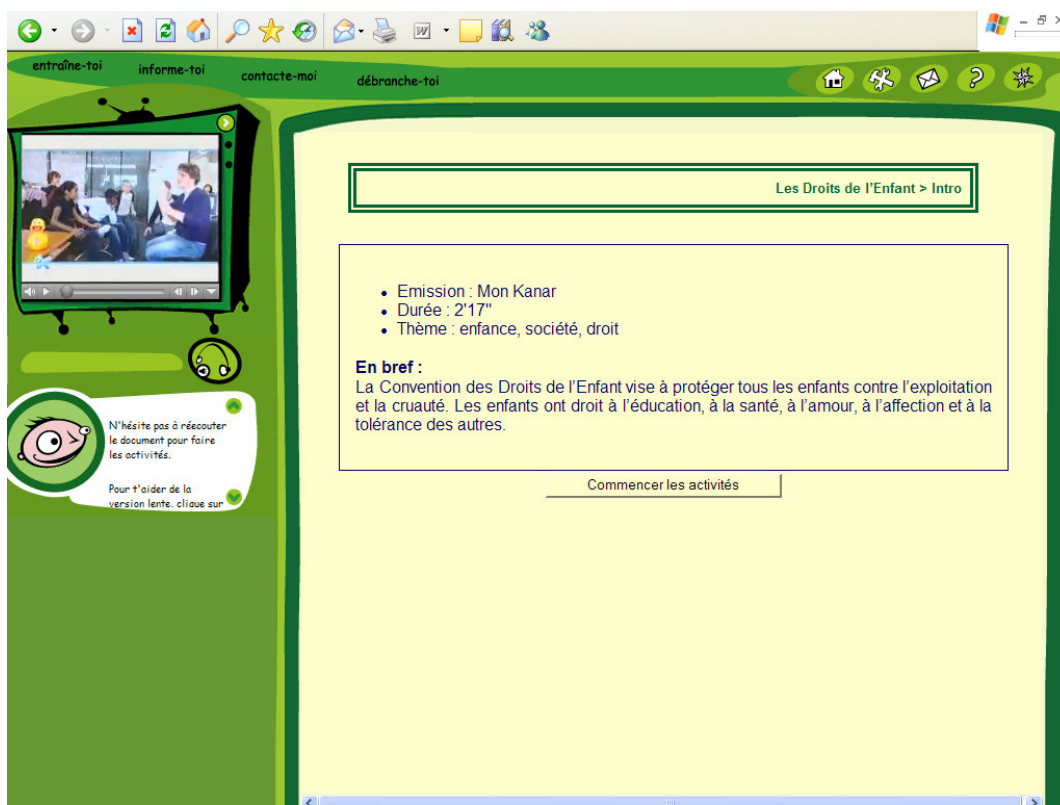 entraîne-toi
informe-toi
contacte-moi
débranche-toi
Les Droits de l'Enfant > Intro
• Emission : Mon Kanar
• Durée : 2'17"
• Thème : enfance, société, droit
En bref :
La Convention des Droits de l'Enfant vise à protéger tous les enfants contre l'exploitation
et la cruauté. Les enfants ont droit à l'éducation, à la santé, à l'amour, à l'affection et à la
tolérance des autres.
Commencer les activités
N'hésite pas à réecouter
le document pour faire
les activités.
Pour t'aider de la
version lente, clique sur